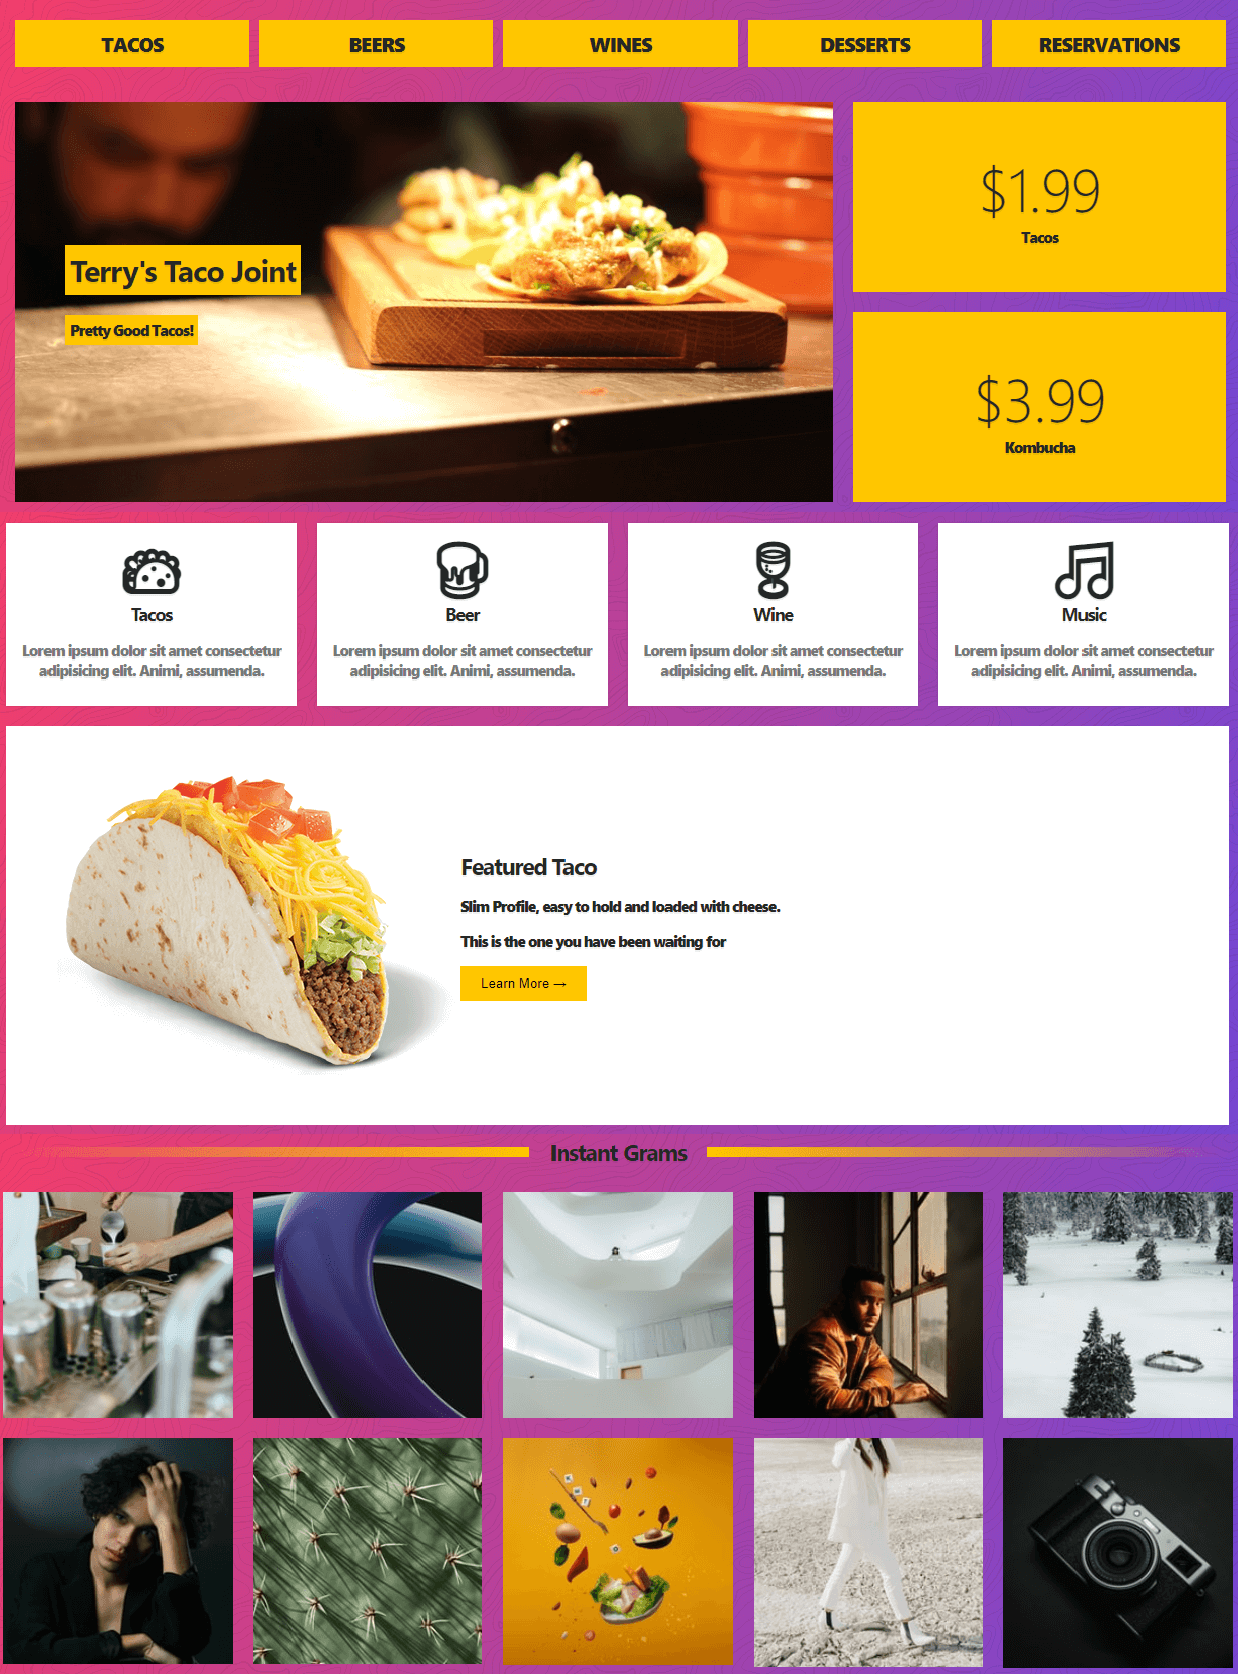 TACOS
BEERS
WINES
DESSERTS
RESERVATIONS
Terry's Taco Joint
Pretty Good Tacos!
$1.99
Tacos
$3.99
Kombucha
Tacos
Lorem ipsum dolor sit amet consectetur
adipisicing elit. Animi, assumenda.
Beer
Lorem ipsum dolor sit amet consectetur
adipisicing elit. Animi, assumenda.
Wine
Lorem ipsum dolor sit amet consectetur
adipisicing elit. Animi, assumenda.
Music
Lorem ipsum dolor sit amet consectetur
adipisicing elit. Animi, assumenda.
Featured Taco
Slim Profile, easy to hold and loaded with cheese.
This is the one you have been waiting for
Learn More →
Instant Grams